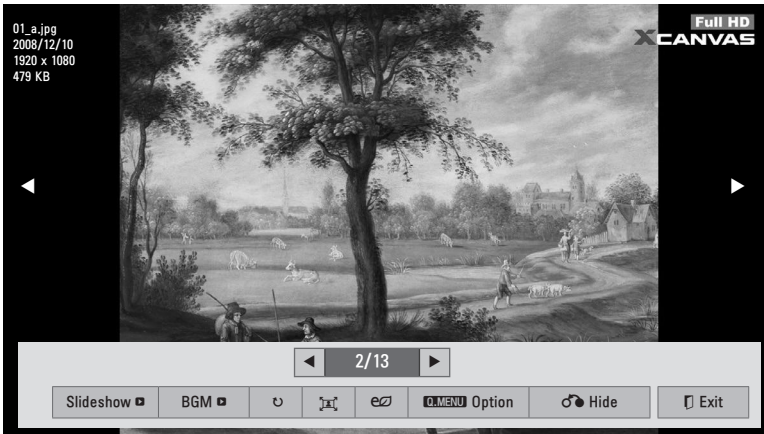 01_a.jpg
2008/12/10
1920 x 1080
479 KB
Full HD
XCANVAS
2/13
Slideshow BGM Q.MENU Option Hide Exit